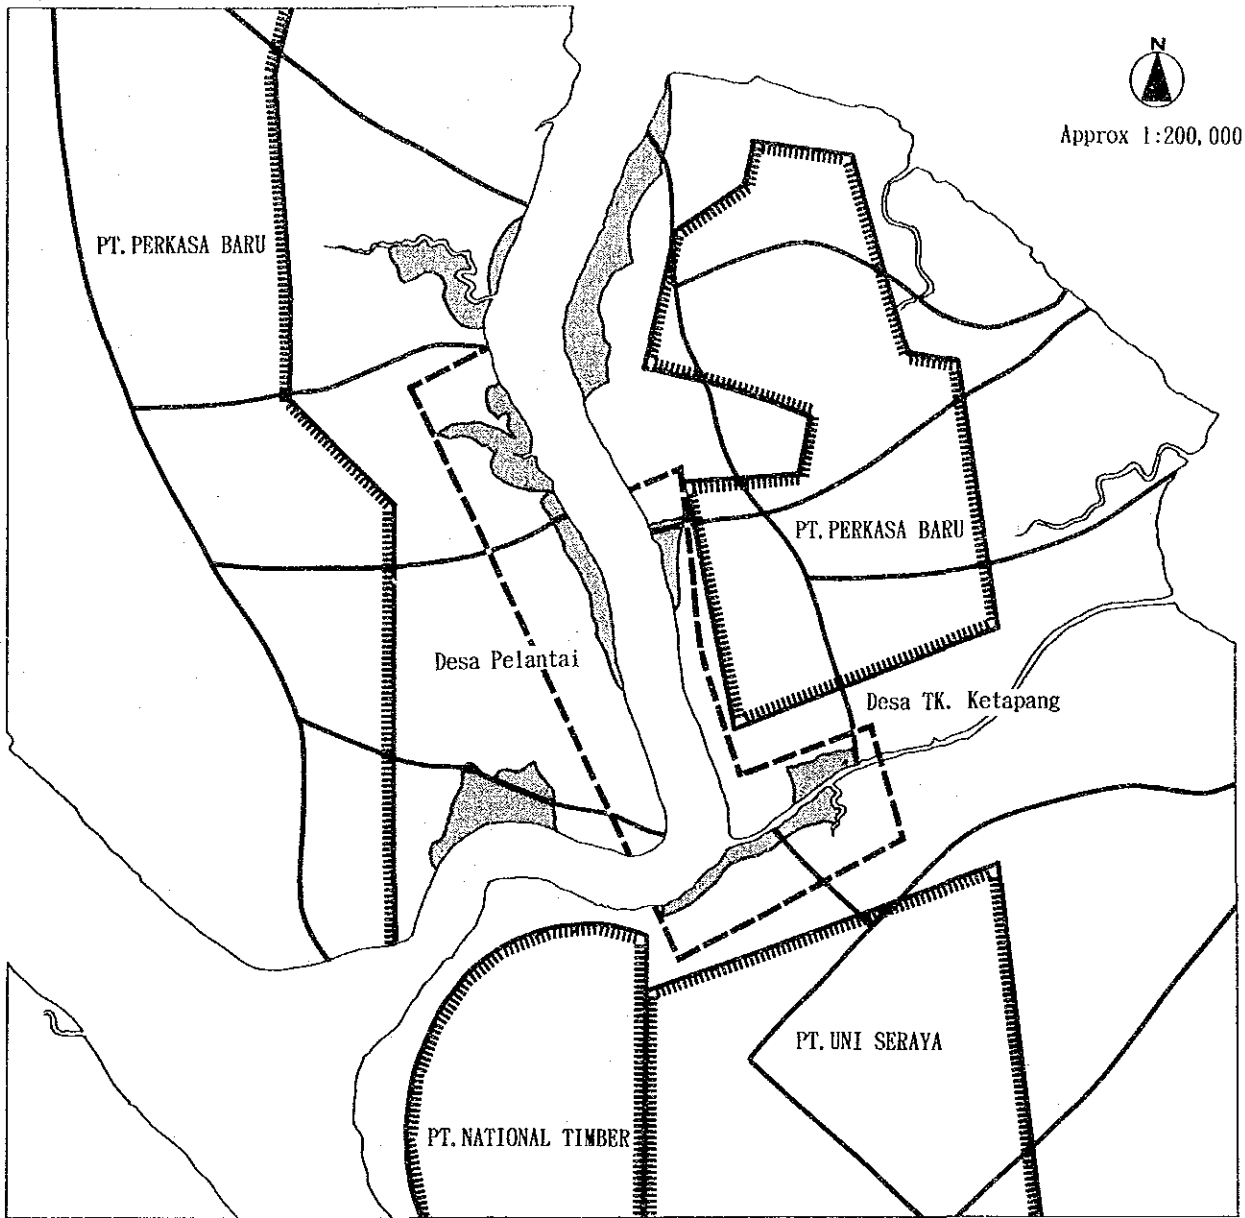 N
Approx 1:200,000
PT. PERKASA BARU
PT. PERKASA BARU
Desa Pelantai
Desa TK. Ketapang
PT. UNI SERAYA
PT. NATIONAL TIMBER